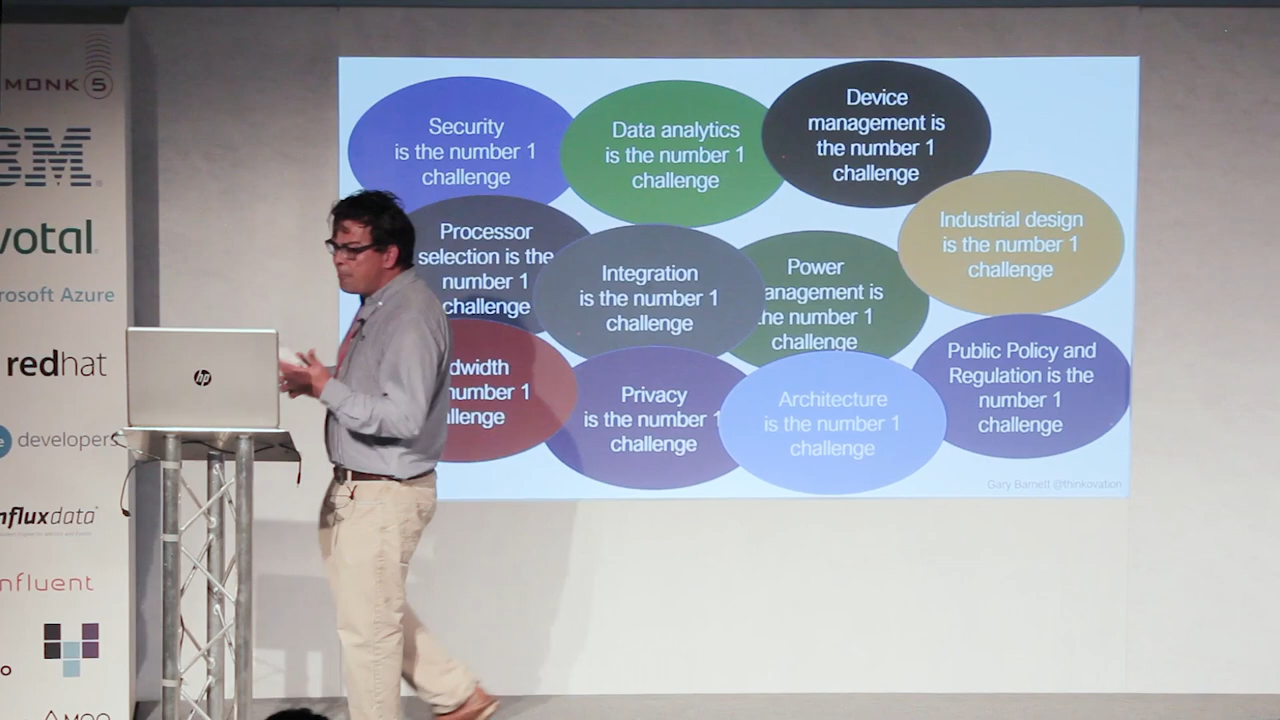 MONK 5
Security
is the number 1
challenge
Data analytics
is the number 1
challenge
Device
management is
the number 1
challenge
Processor
selection is the
number 1
challenge
Integration
is the number 1
challenge
Power
anagement is
the number 1
challenge
Industrial design
is the number 1
challenge
dwidth
number 1
allenge
Privacy
is the number 1
challenge
Architecture
is the number 1
challenge
Public Policy and
Regulation is the
number 1
challenge
Gary Barnett @thinkovation
hp
BM
votal
rosoft Azure
redhat
developers
nfluxdata
nfluent